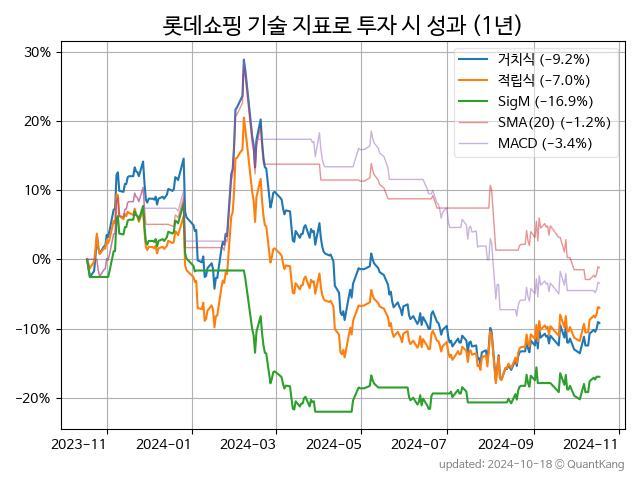 롯데쇼핑 기술 지표로 투자 시 성과 (1년)
거치식 (−9.2%)
적립식 (−7.0%)
SigM (−16.9%)
SMA(20) (−1.2%)
MACD (−3.4%)
30%
20%
10%
0%
−10%
−20%
2023-11
2024-01
2024-03
2024-05
2024-07
2024-09
2024-11
updated: 2024-10-18 © QuantKang